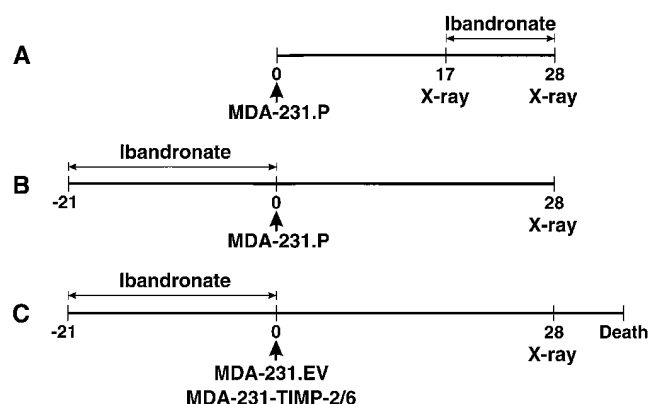 Ibandronate
A
0 17 28
X-ray X-ray
MDA-231.P
Ibandronate
B
-21 0 28
X-ray
MDA-231.P
Ibandronate
C
-21 0 28 Death
X-ray
MDA-231.EV
MDA-231-TIMP-2/6